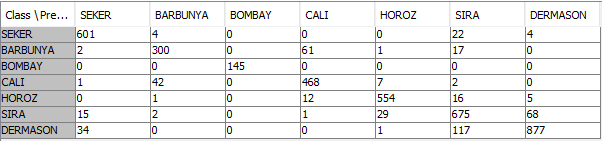 Class \ Pre... SEKER BARBUNYA BOMBAY CALI HOROZ SIRA DERMASON
SEKER 601 4 0 0 0 22 4
BARBUNYA 2 300 0 61 1 17 0
BOMBAY 0 0 145 0 0 0 0
CALI 1 42 0 468 7 2 0
HOROZ 0 1 0 12 554 16 5
SIRA 15 2 0 1 29 675 68
DERMASON 34 0 0 0 1 117 877